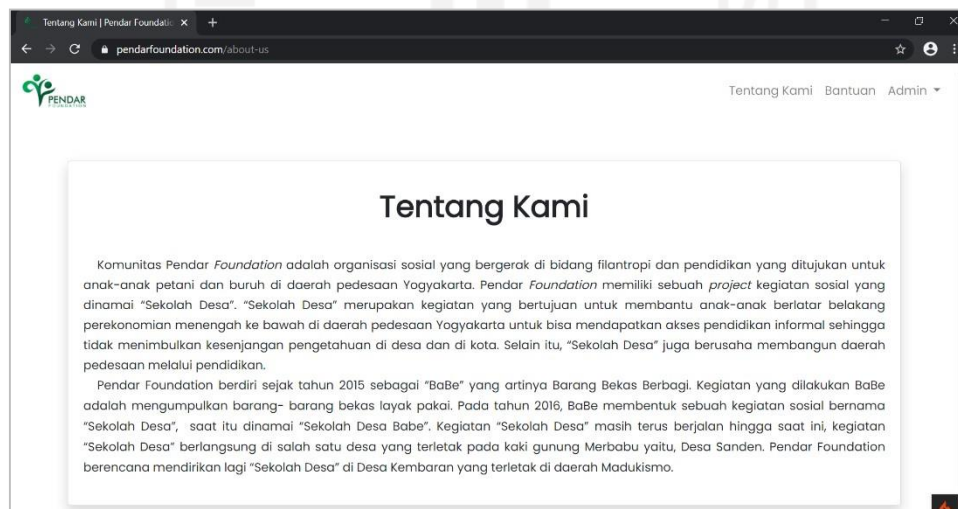 Tentang Kami | Pendar Foundatic
pendarfoundation.com/about-us
PENDAR
FOUNDATION
Tentang Kami Bantuan Admin
Tentang Kami
Komunitas Pendar Foundation adalah organisasi sosial yang bergerak di bidang filantropi dan pendidikan yang ditujukan untuk
anak-anak petani dan buruh di daerah pedesaan Yogyakarta. Pendar Foundation memiliki sebuah project kegiatan sosial yang
dinamai "Sekolah Desa". "Sekolah Desa" merupakan kegiatan yang bertujuan untuk membantu anak-anak berlatar belakang
perekonomian menengah ke bawah di daerah pedesaan Yogyakarta untuk bisa mendapatkan akses pendidikan informal sehingga
tidak menimbulkan kesenjangan pengetahuan di desa dan di kota. Selain itu, "Sekolah Desa" juga berusaha membangun daerah
pedesaan melalui pendidikan.
Pendar Foundation berdiri sejak tahun 2015 sebagai "BaBe" yang artinya Barang Bekas Berbagi. Kegiatan yang dilakukan BaBe
adalah mengumpulkan barang- barang bekas layak pakai. Pada tahun 2016, BaBe membentuk sebuah kegiatan sosial bernama
"Sekolah Desa", saat itu dinamai "Sekolah Desa Babe". Kegiatan "Sekolah Desa" masih terus berjalan hingga saat ini, kegiatan
"Sekolah Desa" berlangsung di salah satu desa yang terletak pada kaki gunung Merbabu yaitu, Desa Sanden. Pendar Foundation
berencana mendirikan lagi "Sekolah Desa" di Desa Kembaran yang terletak di daerah Madukismo.